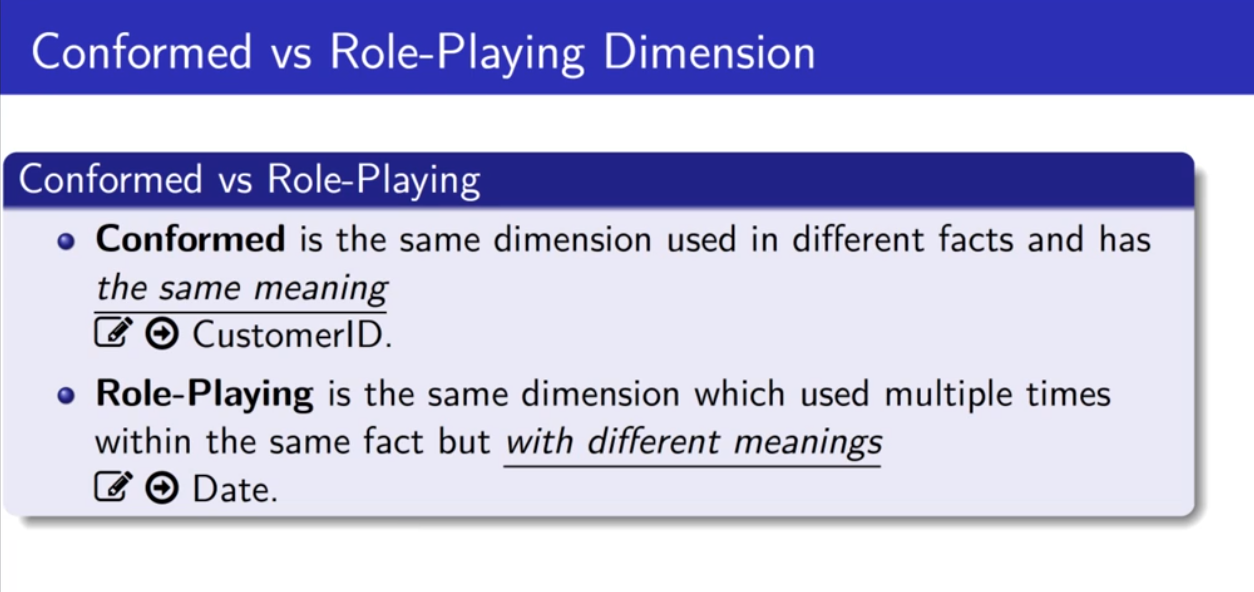 Conformed vs Role-Playing Dimension
Conformed vs Role-Playing
Conformed is the same dimension used in different facts and has
the same meaning
CustomerID.
Role-Playing is the same dimension which used multiple times
within the same fact but with different meanings
Date.